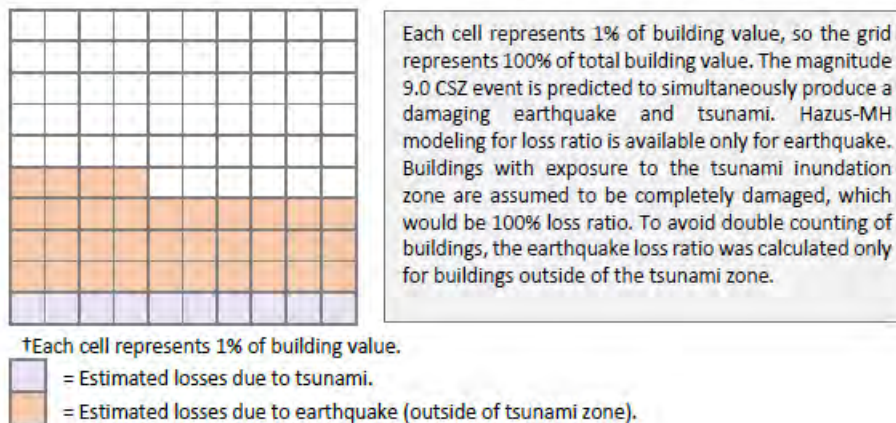 Each cell represents 1% of building value, so the grid
represents 100% of total building value. The magnitude
9.0 CSZ event is predicted to simultaneously produce a
damaging earthquake and tsunami. Hazus-MH
modeling for loss ratio is available only for earthquake.
Buildings with exposure to the tsunami inundation
zone are assumed to be completely damaged, which
would be 100% loss ratio. To avoid double counting of
buildings, the earthquake loss ratio was calculated only
for buildings outside of the tsunami zone.
†Each cell represents 1% of building value.
= Estimated losses due to tsunami.
= Estimated losses due to earthquake (outside of tsunami zone).